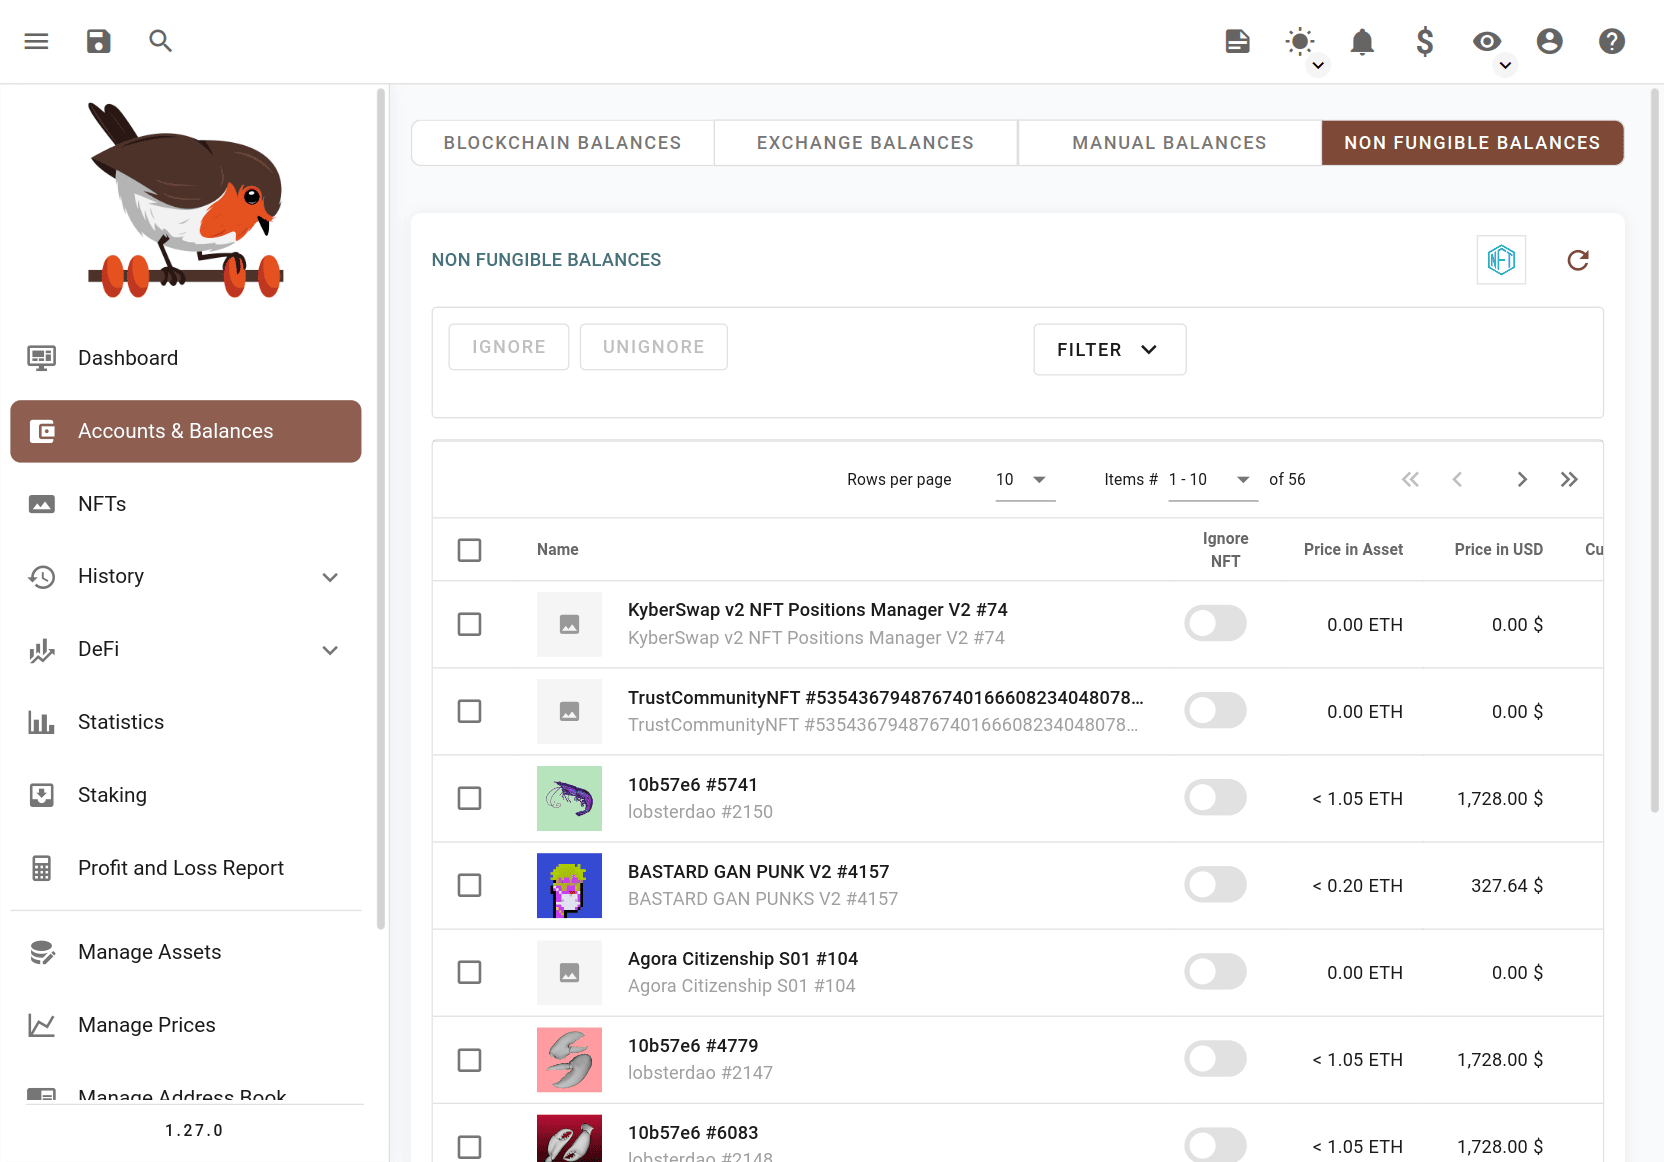 BLOCKCHAIN BALANCES
EXCHANGE BALANCES
MANUAL BALANCES
NON FUNGIBLE BALANCES
Dashboard
Accounts & Balances
NFTs
History
DeFi
Statistics
Staking
Profit and Loss Report
Manage Assets
Manage Prices
Manage Address Book
1.27.0
NON FUNGIBLE BALANCES
NFT
IGNORE
UNIGNORE
FILTER
Rows per page 10 Items # 1 - 10 of 56
Name
Ignore NFT
Price in Asset
Price in USD
Cu
KyberSwap v2 NFT Positions Manager V2 #74
KyberSwap v2 NFT Positions Manager V2 #74
0.00 ETH
0.00 $
TrustCommunityNFT #53543679487674016660823404​8078...
TrustCommunityNFT #535436794876740166608234048078...
0.00 ETH
0.00 $
10b57e6 #5741
lobsterdao #2150
< 1.05 ETH
1,728.00 $
BASTARD GAN PUNK V2 #4157
BASTARD GAN PUNKS V2 #4157
< 0.20 ETH
327.64 $
Agora Citizenship S01 #104
Agora Citizenship S01 #104
0.00 ETH
0.00 $
10b57e6 #4779
lobsterdao #2147
< 1.05 ETH
1,728.00 $
10b57e6 #6083
lobsterdao #2148
< 1.05 ETH
1,728.00 $